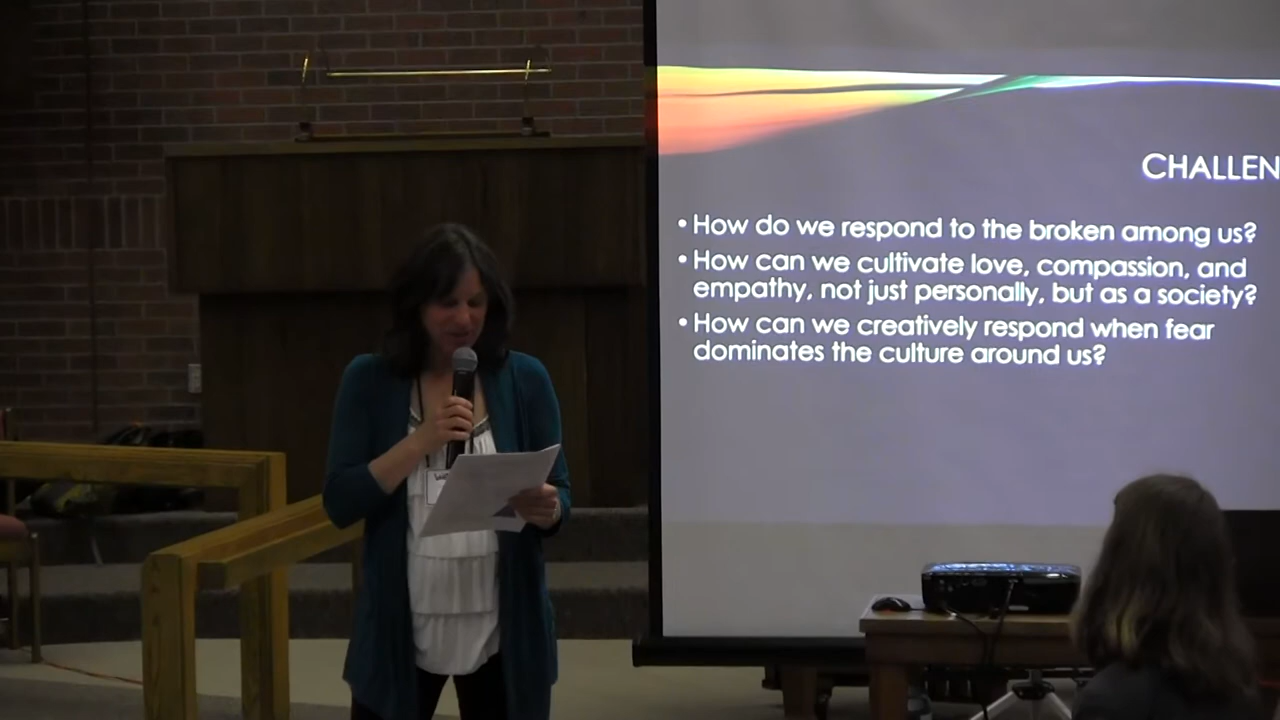 CHALLEN
• How do we respond to the broken among us?
• How can we cultivate love, compassion, and
empathy, not just personally, but as a society?
• How can we creatively respond when fear
dominates the culture around us?